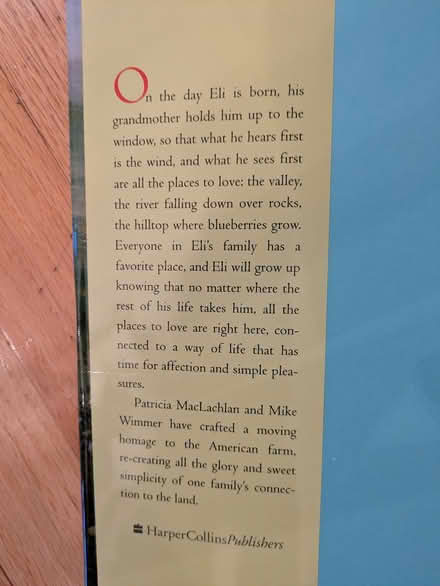 On the day Eli is born, his
grandmother holds him up to the
window, so that what he hears first
is the wind, and what he sees first
are all the places to love: the valley,
the river falling down over rocks,
the hilltop where blueberries grow.
Everyone in Eli's family has a
favorite place, and Eli will grow up
knowing that no matter where the
rest of his life takes him, all the
places to love are right here, con-
nected to a way of life that has
time for affection and simple plea-
sures.
Patricia MacLachlan and Mike
Wimmer have crafted a moving
homage to the American farm,
re-creating all the glory and sweet
simplicity of one family's connec-
tion to the land.
HarperCollinsPublishers